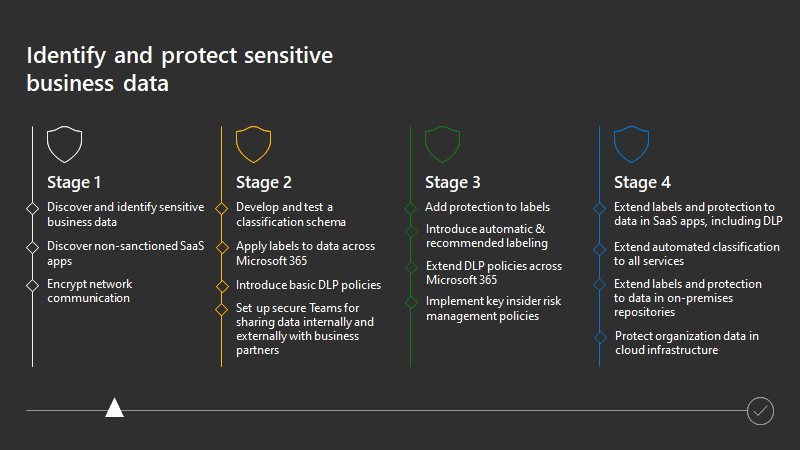 Identify and protect sensitive
business data
Stage 1
Discover and identify sensitive
business data
Discover non-sanctioned SaaS
apps
Encrypt network
communication
Stage 2
Develop and test a
classification schema
Apply labels to data across
Microsoft 365
Introduce basic DLP policies
Set up secure Teams for
sharing data internally and
externally with business
partners
Stage 3
Add protection to labels
Introduce automatic &
recommended labeling
Extend DLP policies across
Microsoft 365
Implement key insider risk
management policies
Stage 4
Extend labels and protection to
data in SaaS apps, including DLP
Extend automated classification
to all services
Extend labels and protection
to data in on-premises
repositories
Protect organization data in
cloud infrastructure